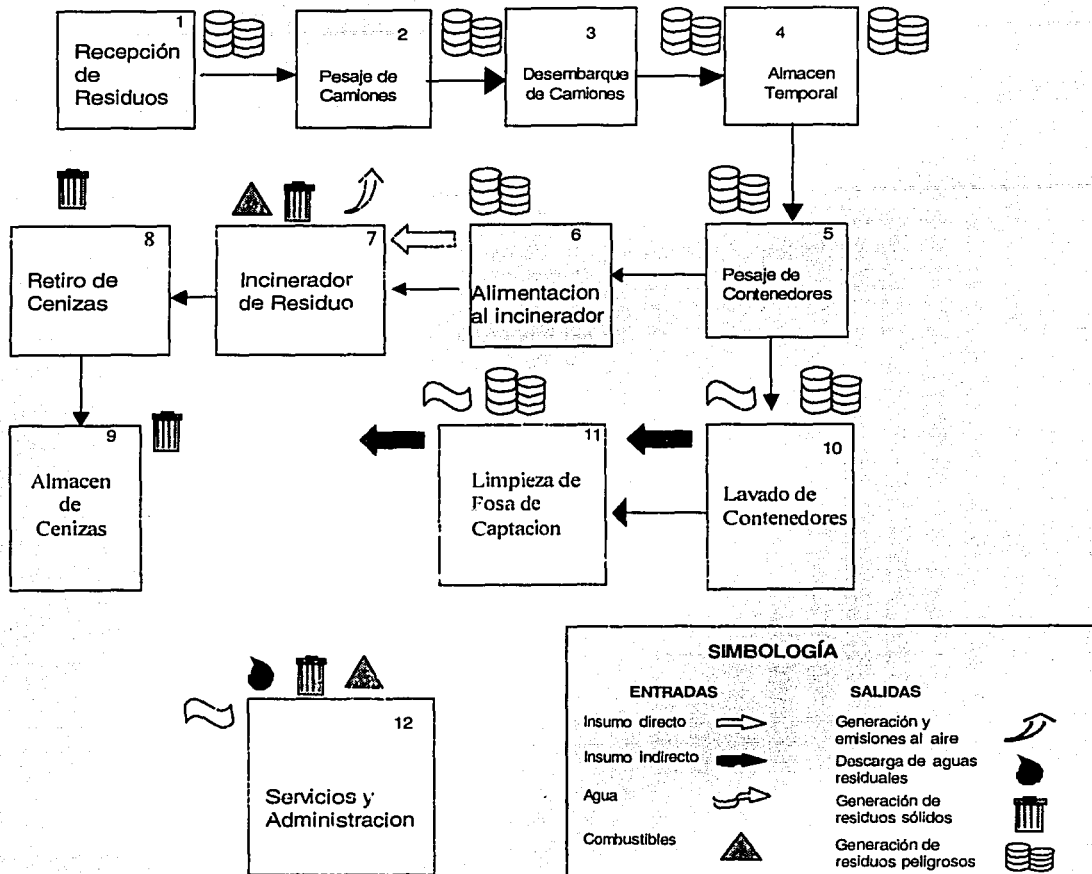 1
Recepción
de
Residuos
2
Pesaje de
Camiones
3
Desembarque
de Camiones
4
Almacen
Temporal
8
Retiro de
Cenizas
7
Incinerador
de Residuo
6
Alimentacion
al incinerador
5
Pesaje de
Contenedores
9
Almacen
de
Cenizas
11
Limpieza de
Fosa de
Captacion
10
Lavado de
Contenedores
12
Servicios y
Administracion
SIMBOLOGÍA
ENTRADAS
Insumo directo
Insumo indirecto
Agua
Combustibles
SALIDAS
Generación y
emisiones al aire
Descarga de aguas
residuales
Generación de
residuos sólidos
Generación de
residuos peligrosos